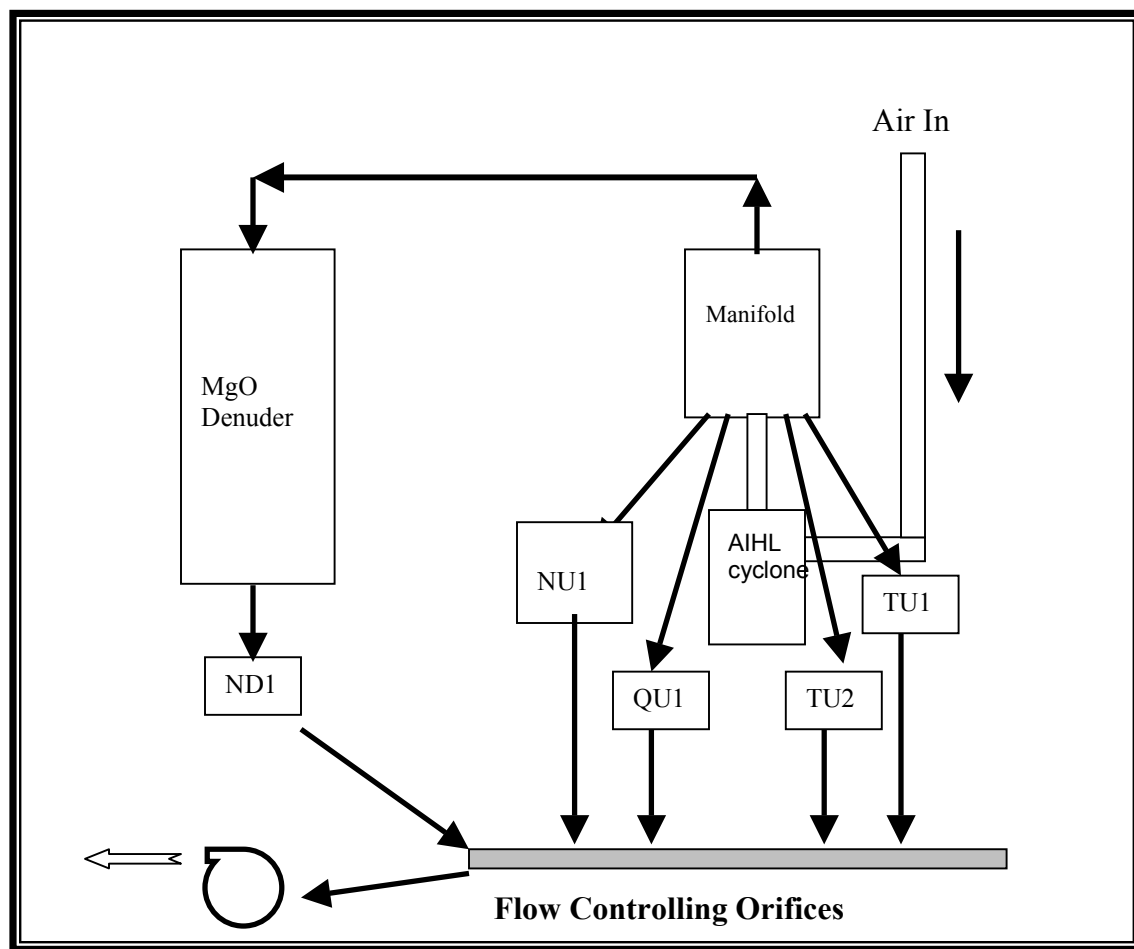 Air In
Manifold
MgO
Denuder
AIHL
cyclone
NU1
TU1
ND1
QU1
TU2
Flow Controlling Orifices